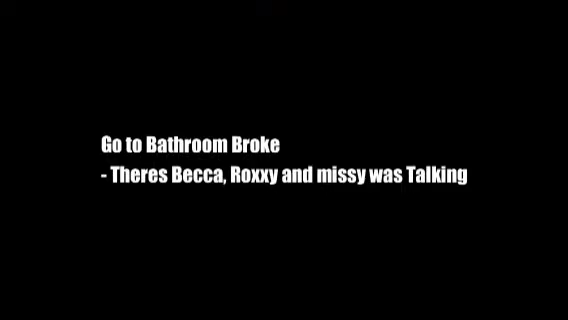 Go to Bathroom Broke
- Theres Becca, Roxxy and missy was Talking